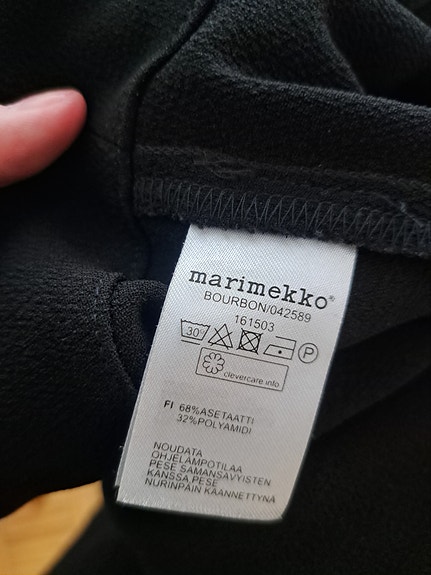 marimekko®
BOURBON/042589
161503
30°
P
clevercare.info
FI 68%ASETAATTI
32%POLYAMIDI
NOUDATA
OHJELÄMPÖTILAA
PESE SAMANSÄVYISTEN
KANSSA,PESE
NURINPÄIN KÄÄNNETTYNÄ